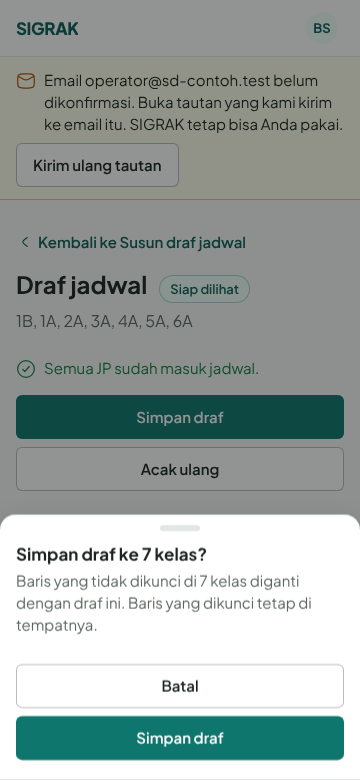 SIGRAK
BS
Email operator@sd-contoh.test belum
dikonfirmasi. Buka tautan yang kami kirim
ke email itu. SIGRAK tetap bisa Anda pakai.
Kirim ulang tautan
Kembali ke Susun draf jadwal
Draf jadwal
Siap dilihat
1B, 1A, 2A, 3A, 4A, 5A, 6A
Semua JP sudah masuk jadwal.
Simpan draf
Acak ulang
Simpan draf ke 7 kelas?
Baris yang tidak dikunci di 7 kelas diganti
dengan draf ini. Baris yang dikunci tetap di
tempatnya.
Batal
Simpan draf